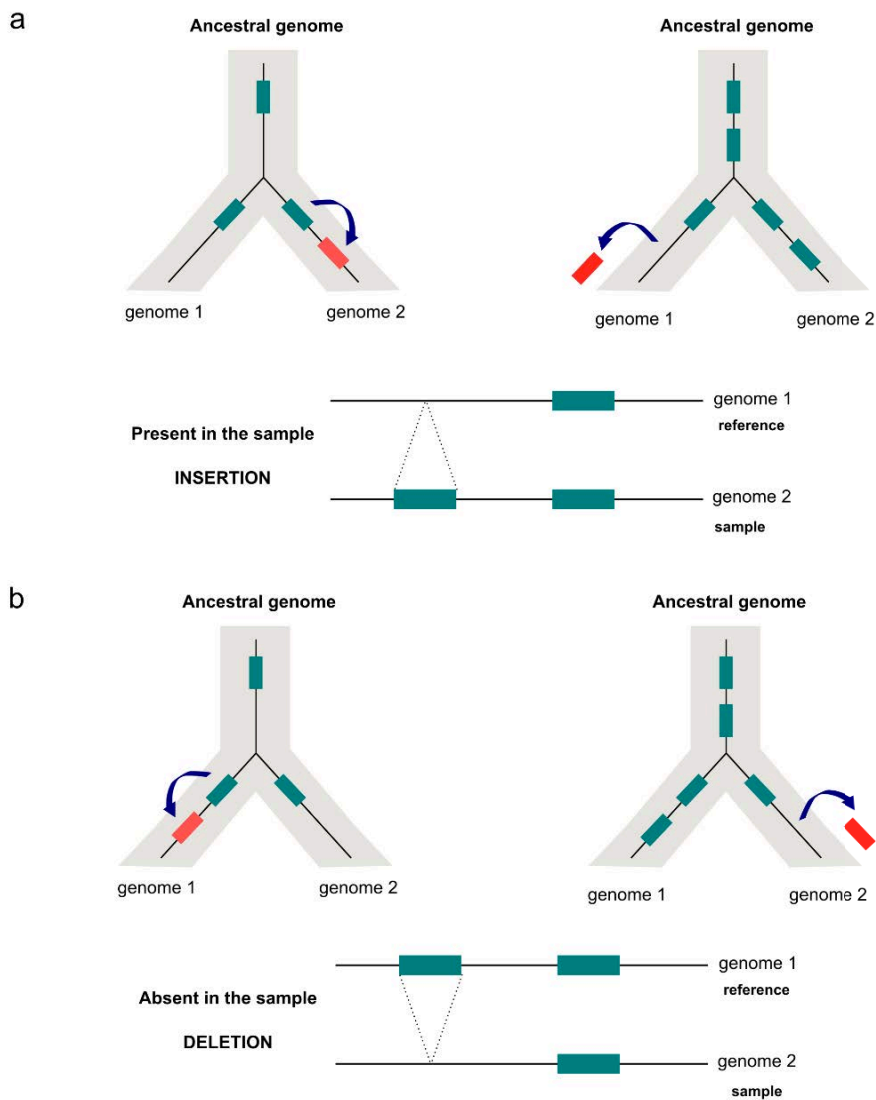 a
Ancestral genome
Ancestral genome
genome 1
genome 2
genome 1
genome 2
genome 1
reference
Present in the sample
INSERTION
genome 2
sample
b
Ancestral genome
Ancestral genome
genome 1
genome 2
genome 1
genome 2
genome 1
reference
Absent in the sample
DELETION
genome 2
sample